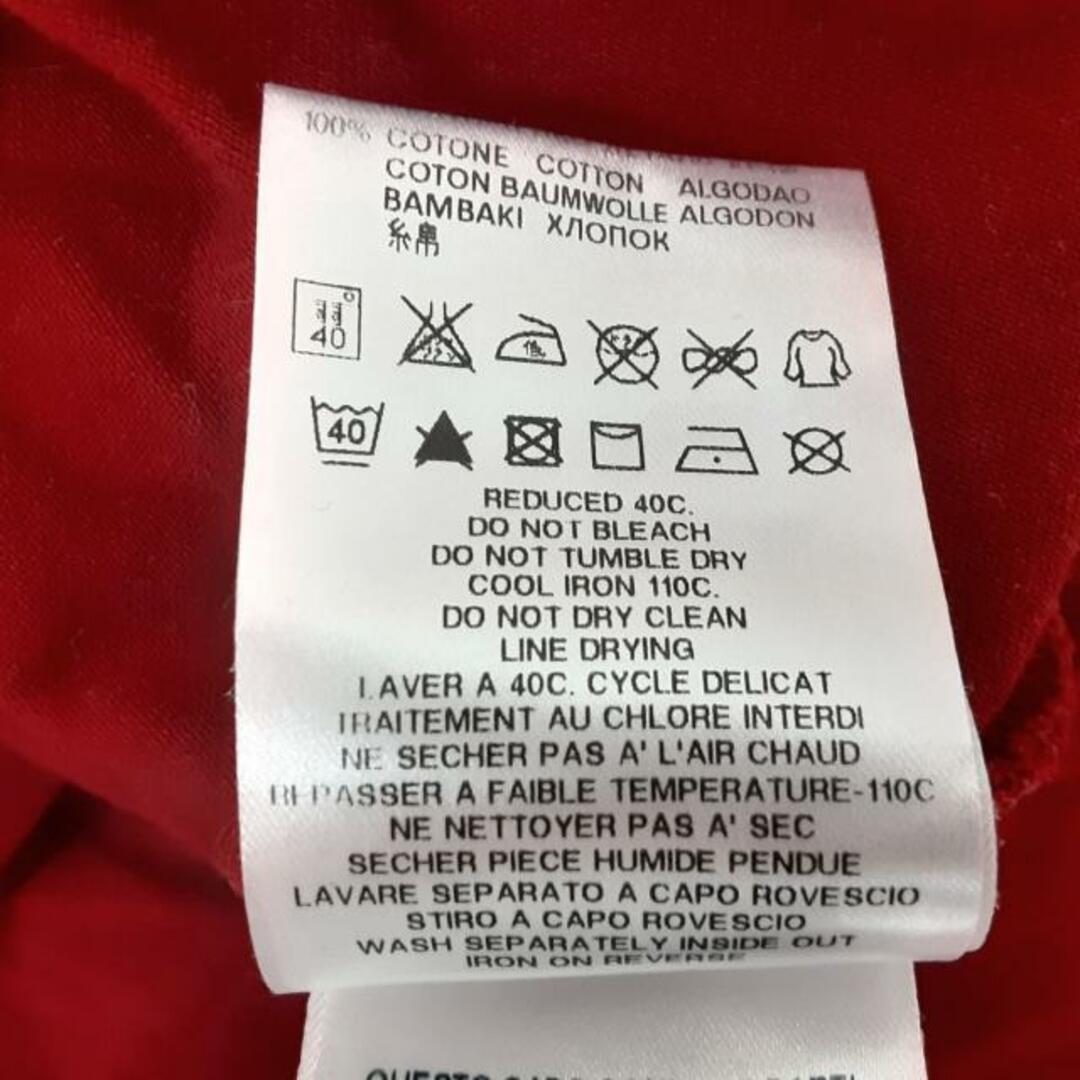 100% COTONE COTTON ALGODAO
COTON BAUMWOLLE ALGODON
BAMBAKI ХЛОПОК
40
低
40
REDUCED 40C.
DO NOT BLEACH
DO NOT TUMBLE DRY
COOL IRON 110C.
DO NOT DRY CLEAN
LINE DRYING
LAVER A 40C. CYCLE DELICAT
TRAITEMENT AU CHLORE INTERDI
NE SECHER PAS A' L'AIR CHAUD
REPASSER A FAIBLE TEMPERATURE-110C
NE NETTOYER PAS A' SEC
SECHER PIECE HUMIDE PENDUE
LAVARE SEPARATO A CAPO ROVESCIO
STIRO A CAPO ROVESCIO
WASH SEPARATELY INSIDE OUT
IRON ON REVERSE
QUESTO CAPO